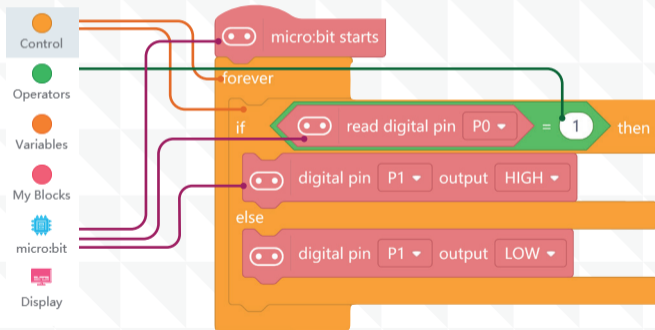 Control
Operators
Variables
My Blocks
micro:bit
Display
micro:bit starts
forever
if read digital pin P0 = 1 then
digital pin P1 output HIGH
else
digital pin P1 output LOW